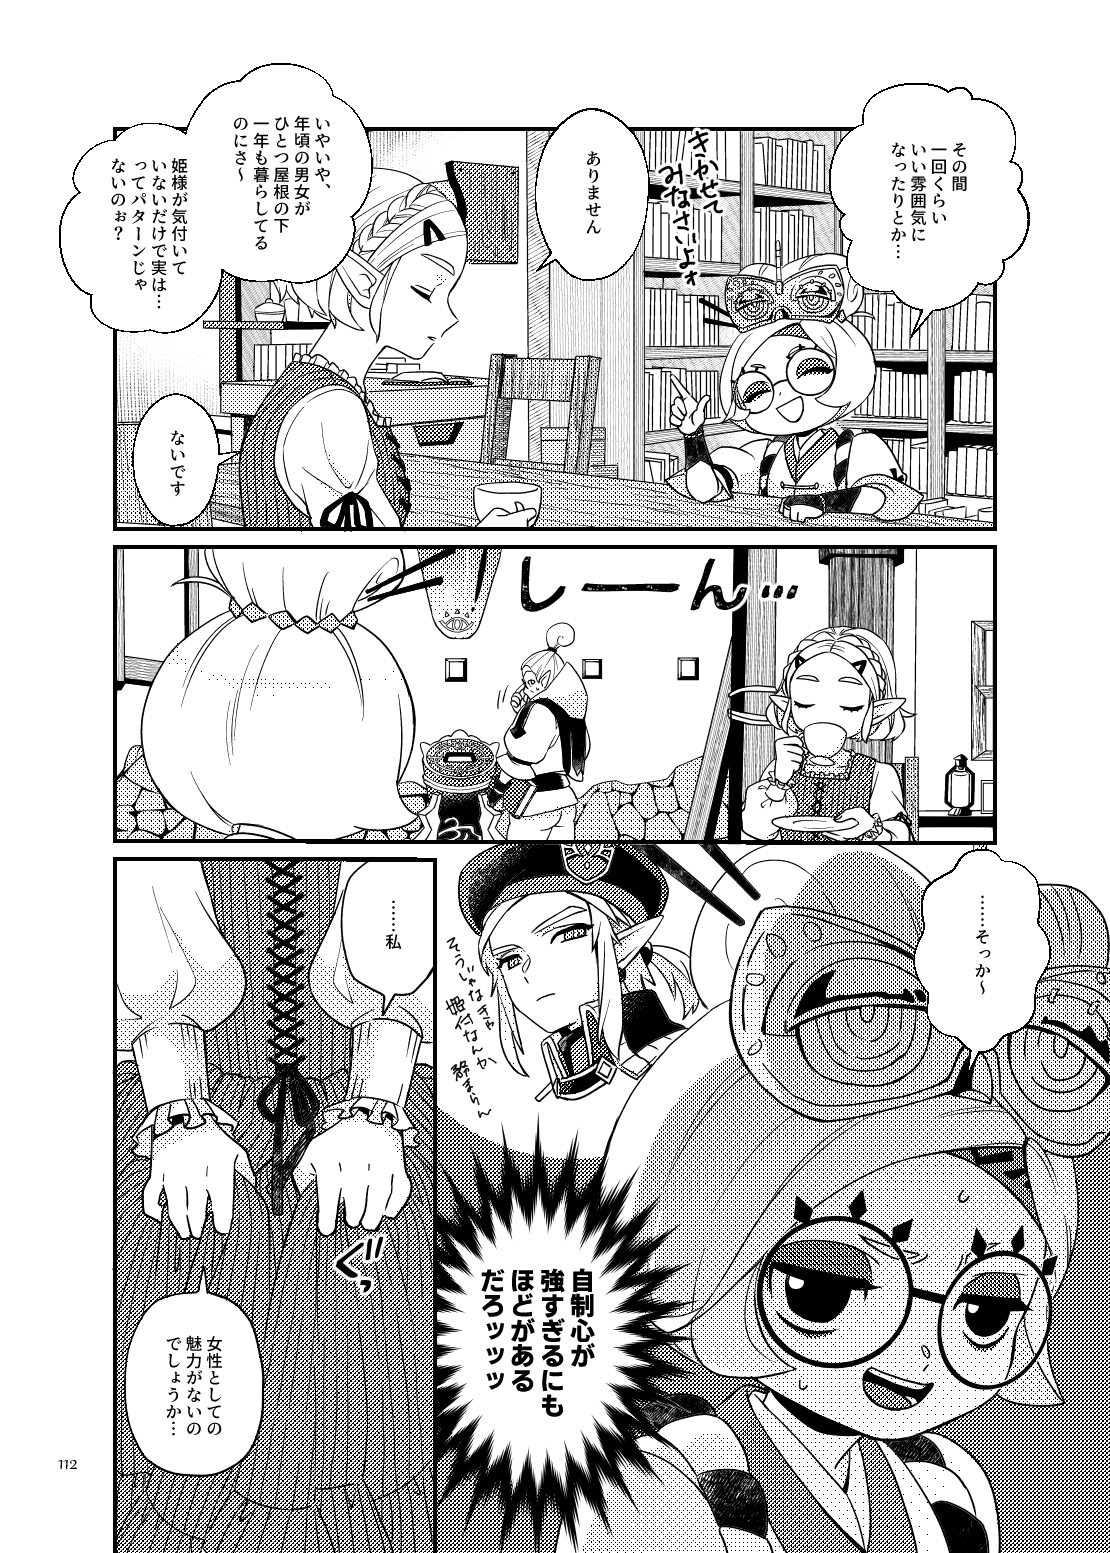 その間
一回くらい
いい雰囲気に
なったりとか…
きかせて
みなさいよォ
ありません
いやいや、
年頃の男女が
ひとつ屋根の下
一年も暮らしてる
のにさ〜
姫様が気付いて
いないだけで実は…
ってパターンじゃ
ないのぉ?
ないです
しーん…
……そっか〜
そうじゃなきゃ
姫付なんか
務まらん
自制心が
強すぎるにも
ほどがある
だろッッッ
……私
グッ
女性としての
魅力がないの
でしょうか…
112